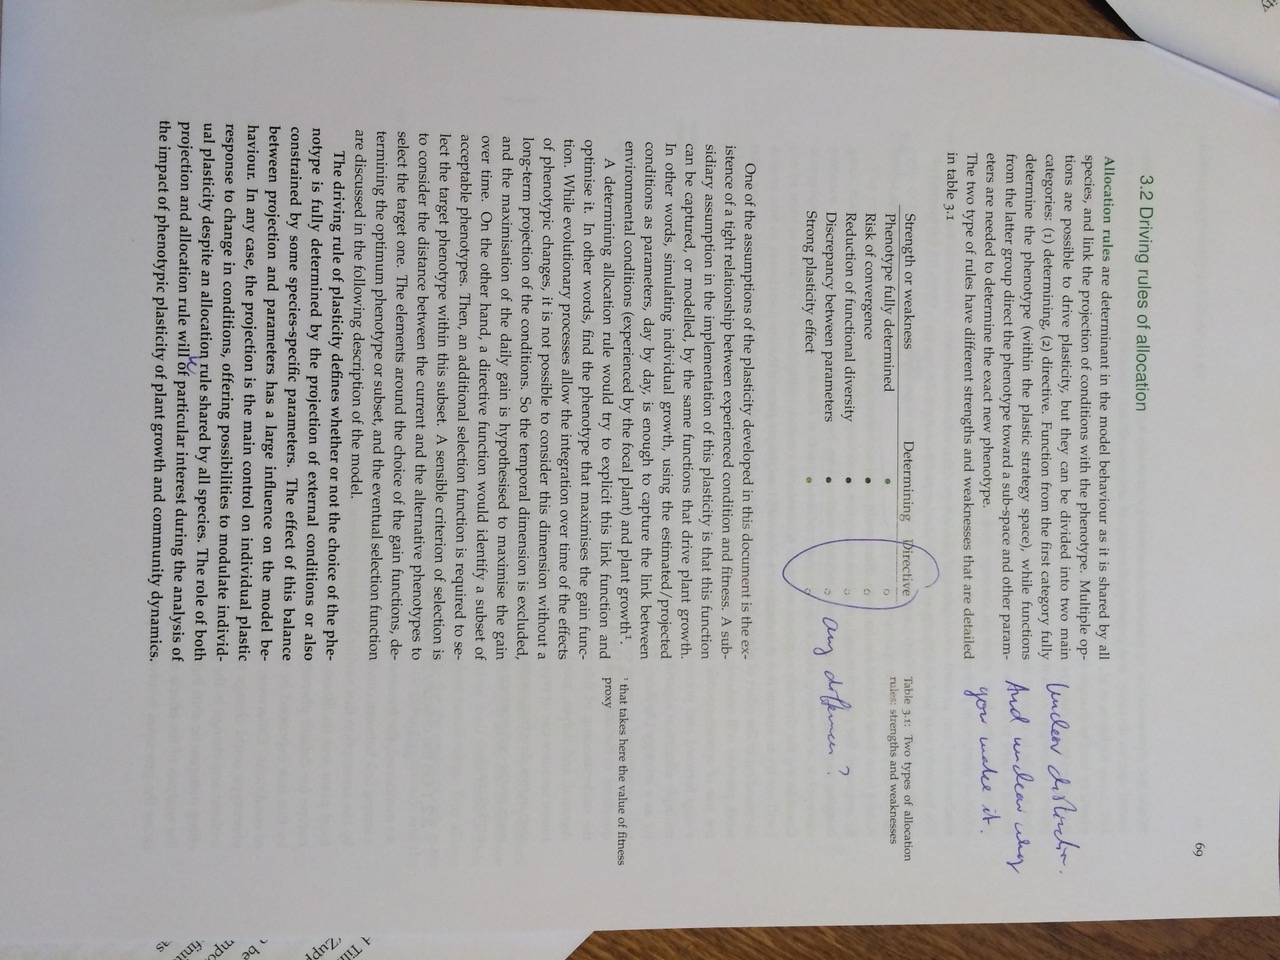 69
3.2 Driving rules of allocation
Allocation rules are determinant in the model behaviour as it is shared by all
species, and link the projection of conditions with the phenotype. Multiple op-
tions are possible to drive plasticity, but they can be divided into two main
categories: (1) determining, (2) directive. Function from the first category fully
determine the phenotype (within the plastic strategy space), while functions
from the latter group direct the phenotype toward a sub-space and other param-
eters are needed to determine the exact new phenotype.
The two type of rules have different strengths and weaknesses that are detailed
in table 3.1
Unclear distinction.
And unclear why
you make it.
Strength or weakness Determining Directive
Phenotype fully determined • ○
Risk of convergence • ○
Reduction of functional diversity • ○
Discrepancy between parameters • ○
Strong plasticity effect • ○
Table 3.1: Two types of allocation
rules: strengths and weaknesses
any differences?
One of the assumptions of the plasticity developed in this document is the ex-
istence of a tight relationship between experienced condition and fitness. A sub-
sidiary assumption in the implementation of this plasticity is that this function
can be captured, or modelled, by the same functions that drive plant growth.
In other words, simulating individual growth, using the estimated/projected
conditions as parameters, day by day, is enough to capture the link between
environmental conditions (experienced by the focal plant) and plant growth¹.
¹ that takes here the value of fitness
proxy
A determining allocation rule would try to explicit this link function and
optimise it. In other words, find the phenotype that maximises the gain func-
tion. While evolutionary processes allow the integration over time of the effects
of phenotypic changes, it is not possible to consider this dimension without a
long-term projection of the conditions. So the temporal dimension is excluded,
and the maximisation of the daily gain is hypothesised to maximise the gain
over time. On the other hand, a directive function would identify a subset of
acceptable phenotypes. Then, an additional selection function is required to se-
lect the target phenotype within this subset. A sensible criterion of selection is
to consider the distance between the current and the alternative phenotypes to
select the target one. The elements around the choice of the gain functions, de-
termining the optimum phenotype or subset, and the eventual selection function
are discussed in the following description of the model.
The driving rule of plasticity defines whether or not the choice of the phe-
notype is fully determined by the projection of external conditions or also
constrained by some species-specific parameters. The effect of this balance
between projection and parameters has a large influence on the model be-
haviour. In any case, the projection is the main control on individual plastic
response to change in conditions, offering possibilities to modulate individ-
ual plasticity despite an allocation rule shared by all species. The role of both
projection and allocation rule will be of particular interest during the analysis of
the impact of phenotypic plasticity of plant growth and community dynamics.